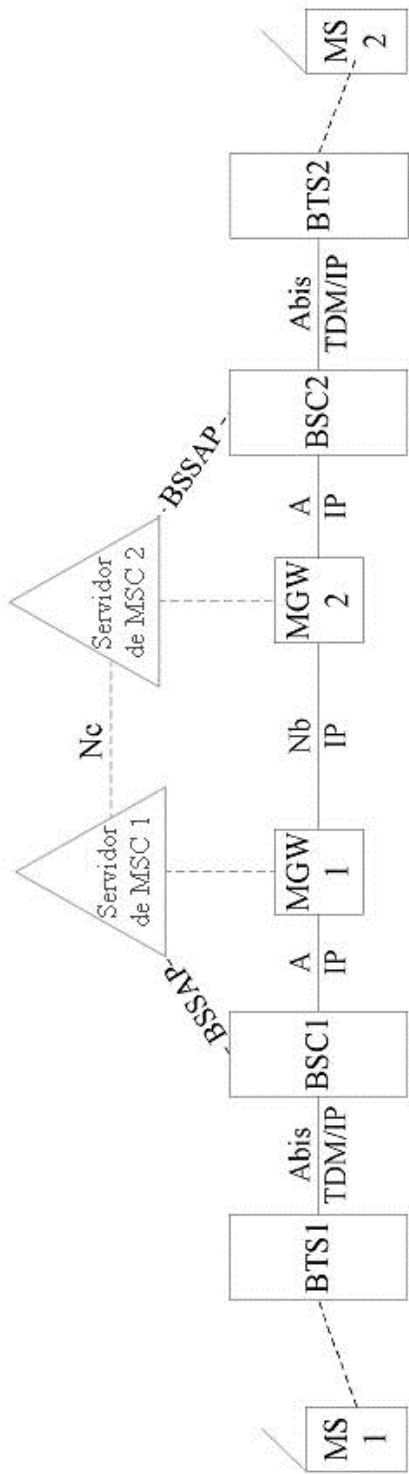 Servidor
de MSC 1
Nc
Servidor
de MSC 2
BSSAP
BSSAP
MS
1
BTS1
Abis
TDM/IP
BSC1
A
IP
MGW
1
Nb
IP
MGW
2
A
IP
BSC2
Abis
TDM/IP
BTS2
MS
2